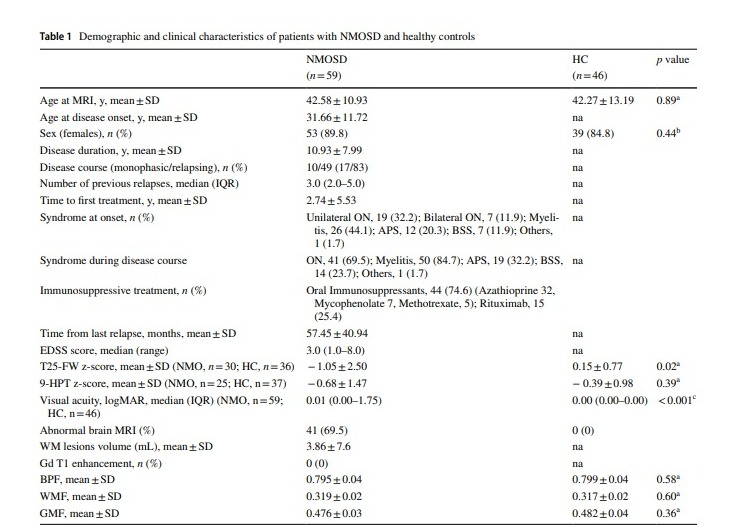 Table 1 Demographic and clinical characteristics of patients with NMOSD and healthy controls
NMOSD HC p value
(n=59) (n=46)
Age at MRI, y, mean±SD 42.58±10.93 42.27±13.19 0.89a
Age at disease onset, y, mean±SD 31.66±11.72 na
Sex (females), n (%) 53 (89.8) 39 (84.8) 0.44b
Disease duration, y, mean±SD 10.93±7.99 na
Disease course (monophasic/relapsing), n (%) 10/49 (17/83) na
Number of previous relapses, median (IQR) 3.0 (2.0–5.0) na
Time to first treatment, y, mean±SD 2.74±5.53 na
Syndrome at onset, n (%) Unilateral ON, 19 (32.2); Bilateral ON, 7 (11.9); Myeli- na
tis, 26 (44.1); APS, 12 (20.3); BSS, 7 (11.9); Others,
1 (1.7)
Syndrome during disease course ON, 41 (69.5); Myelitis, 50 (84.7); APS, 19 (32.2); BSS, na
14 (23.7); Others, 1 (1.7)
Immunosuppressive treatment, n (%) Oral Immunosuppressants, 44 (74.6) (Azathioprine 32,
Mycophenolate 7, Methotrexate, 5); Rituximab, 15
(25.4)
Time from last relapse, months, mean±SD 57.45±40.94 na
EDSS score, median (range) 3.0 (1.0–8.0) na
T25-FW z-score, mean±SD (NMO, n=30; HC, n=36) −1.05±2.50 0.15±0.77 0.02a
9-HPT z-score, mean±SD (NMO, n=25; HC, n=37) −0.68±1.47 −0.39±0.98 0.39a
Visual acuity, logMAR, median (IQR) (NMO, n=59; 0.01 (0.00–1.75) 0.00 (0.00–0.00) <0.001c
HC, n=46)
Abnormal brain MRI (%) 41 (69.5) 0 (0)
WM lesions volume (mL), mean±SD 3.86±7.6 na
Gd T1 enhancement, n (%) 0 (0) na
BPF, mean±SD 0.795±0.04 0.799±0.04 0.58a
WMF, mean±SD 0.319±0.02 0.317±0.02 0.60a
GMF, mean±SD 0.476±0.03 0.482±0.04 0.36a